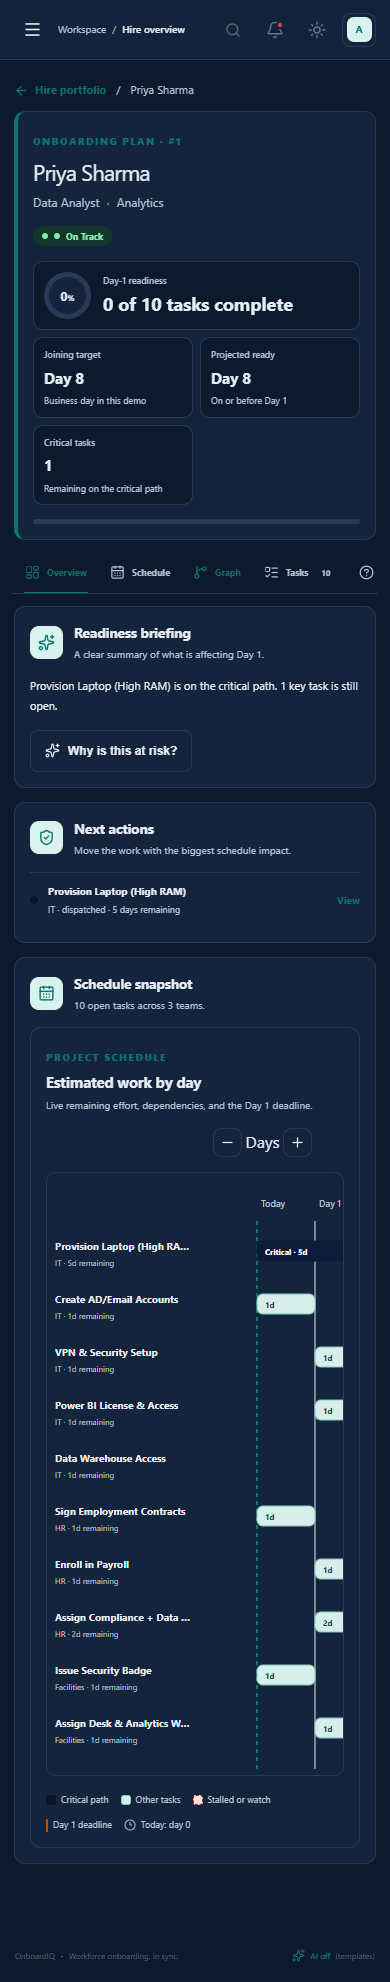 Workspace / Hire overview
A
← Hire portfolio / Priya Sharma
ONBOARDING PLAN · #1
Priya Sharma
Data Analyst · Analytics
On Track
0%
Day-1 readiness
0 of 10 tasks complete
Joining target
Day 8
Business day in this demo
Projected ready
Day 8
On or before Day 1
Critical tasks
1
Remaining on the critical path
Overview Schedule Graph Tasks 10
Readiness briefing
A clear summary of what is affecting Day 1.
Provision Laptop (High RAM) is on the critical path. 1 key task is still
open.
Why is this at risk?
Next actions
Move the work with the biggest schedule impact.
Provision Laptop (High RAM)
IT · dispatched · 5 days remaining
View
Schedule snapshot
10 open tasks across 3 teams.
PROJECT SCHEDULE
Estimated work by day
Live remaining effort, dependencies, and the Day 1 deadline.
− Days +
Today Day 1
Provision Laptop (High RA...
IT · 5d remaining
Critical · 5d
Create AD/Email Accounts
IT · 1d remaining
1d
VPN & Security Setup
IT · 1d remaining
1d
Power BI License & Access
IT · 1d remaining
1d
Data Warehouse Access
IT · 1d remaining
Sign Employment Contracts
HR · 1d remaining
1d
Enroll in Payroll
HR · 1d remaining
1d
Assign Compliance + Data ...
HR · 2d remaining
2d
Issue Security Badge
Facilities · 1d remaining
1d
Assign Desk & Analytics W...
Facilities · 1d remaining
1d
Critical path Other tasks Stalled or watch
Day 1 deadline Today: day 0
OnboardIQ · Workforce onboarding, in sync.
AI off (templates)